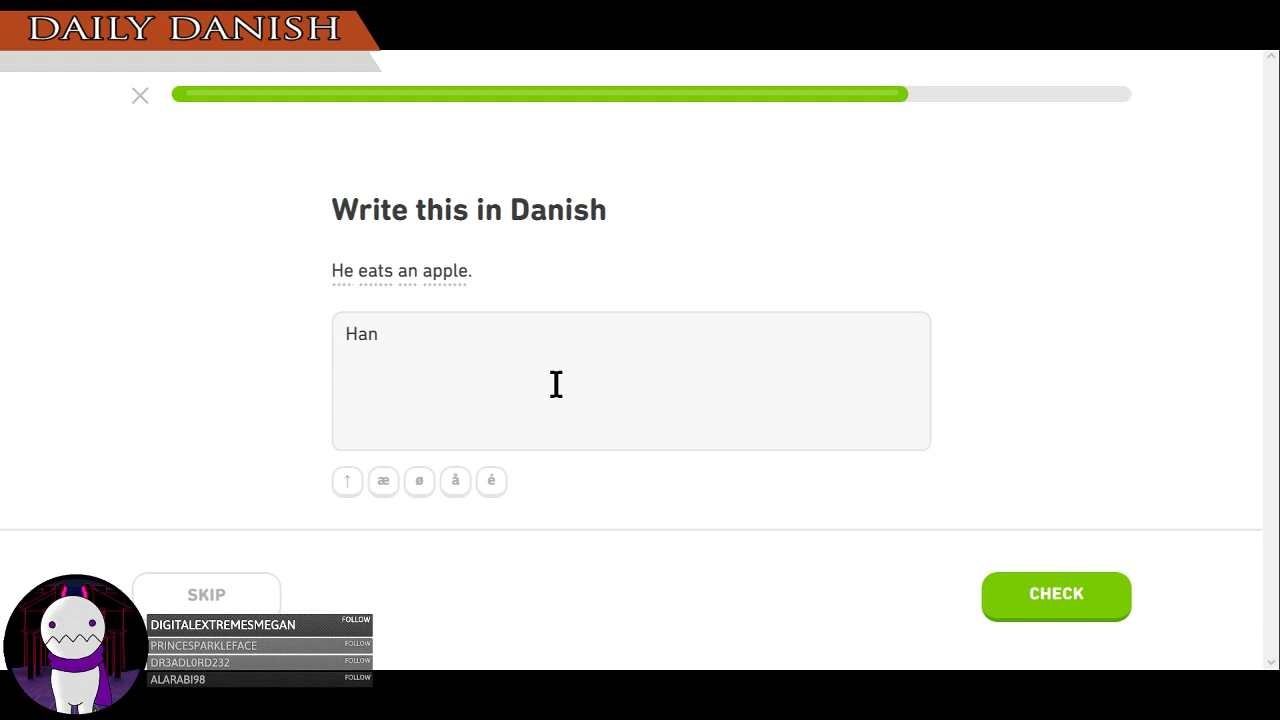 DAILY DANISH
Write this in Danish
He eats an apple.
Han
↑ æ ø å é
SKIP
CHECK
DIGITALEXTREMESMEGAN FOLLOW
PRINCESPARKLEFACE FOLLOW
DR3ADL0RD232 FOLLOW
ALARABI98 FOLLOW